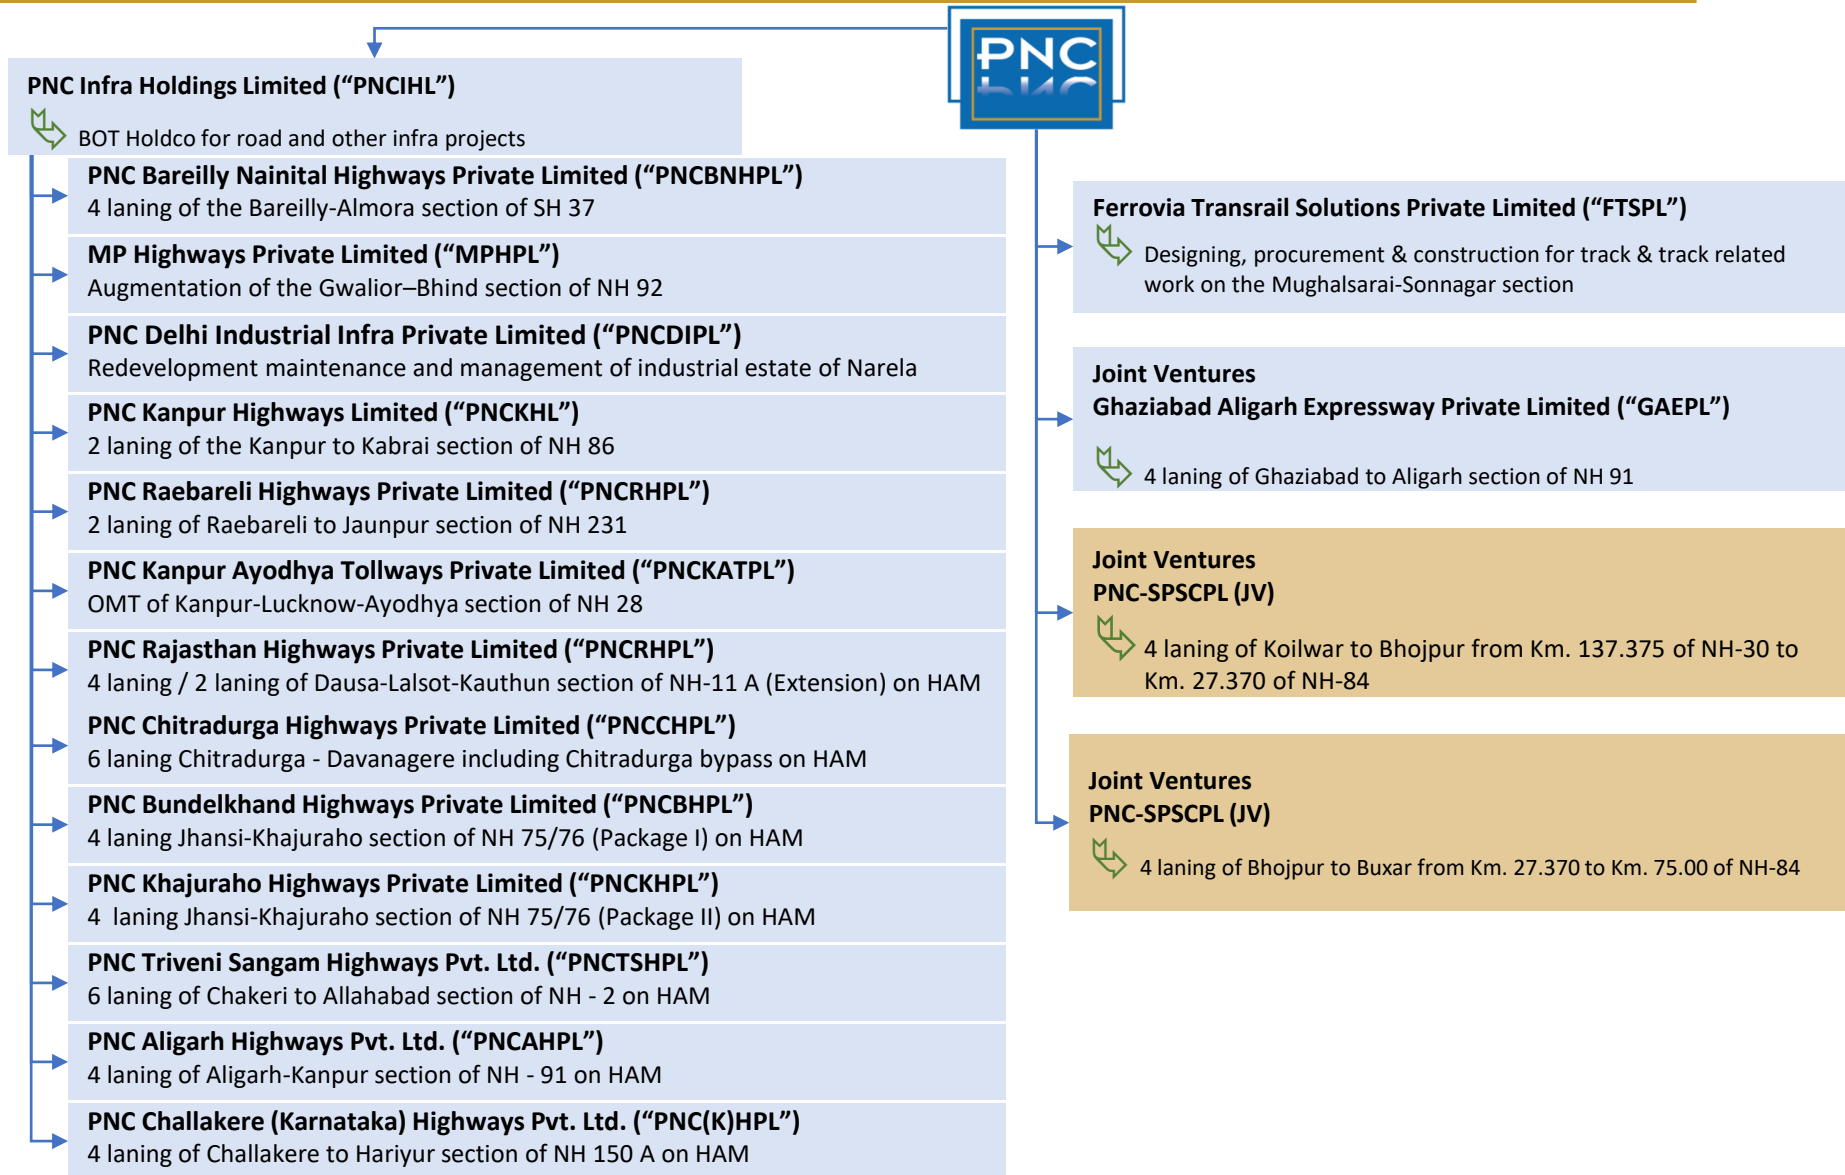 PNC
PNC Infra Holdings Limited (“PNCIHL”)
BOT Holdco for road and other infra projects
PNC Bareilly Nainital Highways Private Limited (“PNCBNHPL”)
4 laning of the Bareilly-Almora section of SH 37
MP Highways Private Limited (“MPHPL”)
Augmentation of the Gwalior–Bhind section of NH 92
PNC Delhi Industrial Infra Private Limited (“PNCDIPL”)
Redevelopment maintenance and management of industrial estate of Narela
PNC Kanpur Highways Limited (“PNCKHL”)
2 laning of the Kanpur to Kabrai section of NH 86
PNC Raebareli Highways Private Limited (“PNCRHPL”)
2 laning of Raebareli to Jaunpur section of NH 231
PNC Kanpur Ayodhya Tollways Private Limited (“PNCKATPL”)
OMT of Kanpur-Lucknow-Ayodhya section of NH 28
PNC Rajasthan Highways Private Limited (“PNCRHPL”)
4 laning / 2 laning of Dausa-Lalsot-Kauthun section of NH-11 A (Extension) on HAM
PNC Chitradurga Highways Private Limited (“PNCCHPL”)
6 laning Chitradurga - Davanagere including Chitradurga bypass on HAM
PNC Bundelkhand Highways Private Limited (“PNCBHPL”)
4 laning Jhansi-Khajuraho section of NH 75/76 (Package I) on HAM
PNC Khajuraho Highways Private Limited (“PNCKHPL”)
4 laning Jhansi-Khajuraho section of NH 75/76 (Package II) on HAM
PNC Triveni Sangam Highways Pvt. Ltd. (“PNCTSHPL”)
6 laning of Chakeri to Allahabad section of NH - 2 on HAM
PNC Aligarh Highways Pvt. Ltd. (“PNCAHPL”)
4 laning of Aligarh-Kanpur section of NH - 91 on HAM
PNC Challakere (Karnataka) Highways Pvt. Ltd. (“PNC(K)HPL”)
4 laning of Challakere to Hariyur section of NH 150 A on HAM
Ferrovia Transrail Solutions Private Limited (“FTSPL”)
Designing, procurement & construction for track & track related
work on the Mughalsarai-Sonnagar section
Joint Ventures
Ghaziabad Aligarh Expressway Private Limited (“GAEPL”)
4 laning of Ghaziabad to Aligarh section of NH 91
Joint Ventures
PNC-SPSCPL (JV)
4 laning of Koilwar to Bhojpur from Km. 137.375 of NH-30 to
Km. 27.370 of NH-84
Joint Ventures
PNC-SPSCPL (JV)
4 laning of Bhojpur to Buxar from Km. 27.370 to Km. 75.00 of NH-84